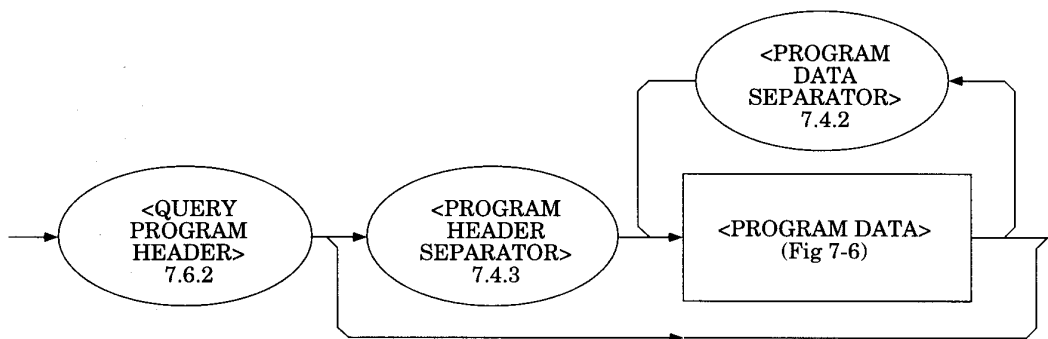 <PROGRAM
DATA
SEPARATOR>
7.4.2
<QUERY
PROGRAM
HEADER>
7.6.2
<PROGRAM
HEADER
SEPARATOR>
7.4.3
<PROGRAM DATA>
(Fig 7-6)